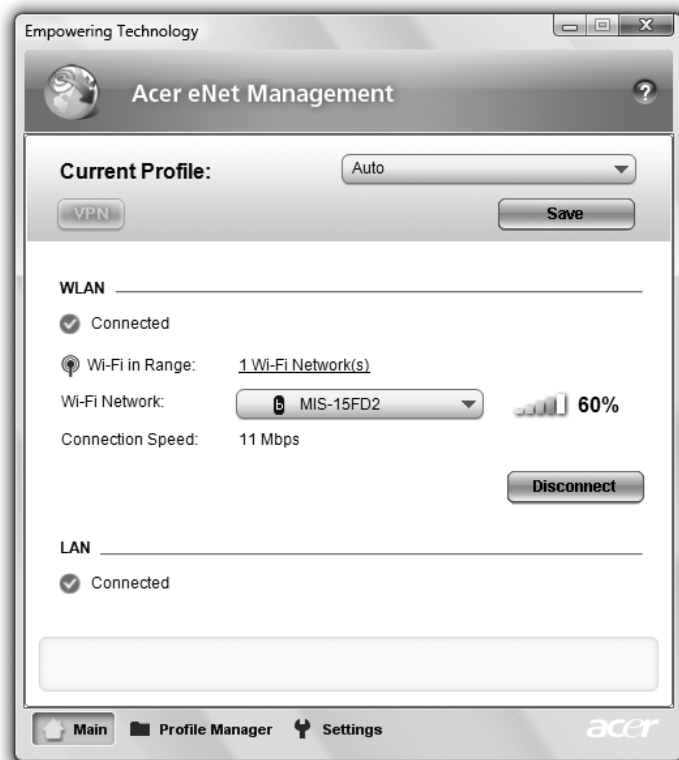 Empowering Technology
Acer eNet Management
?
Current Profile:
Auto
VPN
Save
WLAN
Connected
Wi-Fi in Range:
1 Wi-Fi Network(s)
Wi-Fi Network:
b MIS-15FD2
60%
Connection Speed:
11 Mbps
Disconnect
LAN
Connected
Main
Profile Manager
Settings
acer